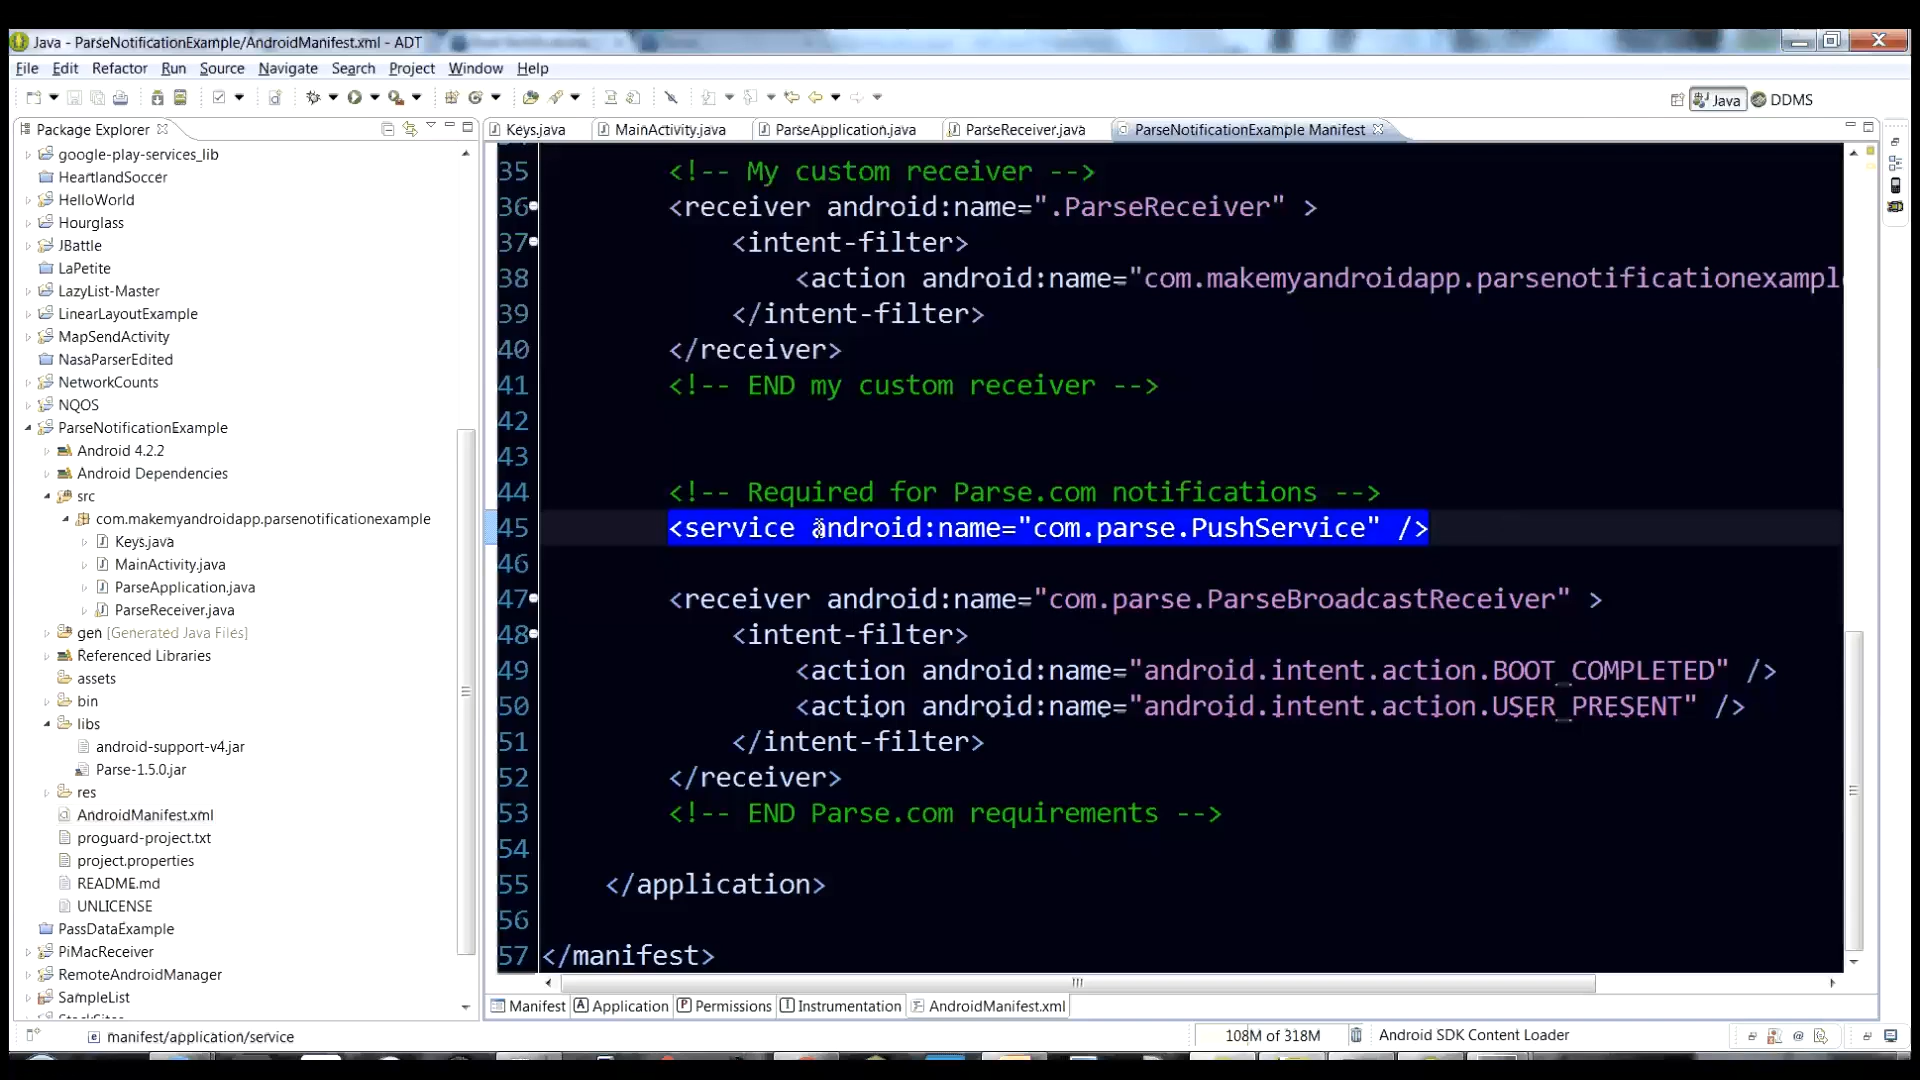 Java - ParseNotificationExample/AndroidManifest.xml - ADT
File Edit Refactor Run Source Navigate Search Project Window Help
Java DDMS
Package Explorer
google-play-services_lib
HeartlandSoccer
HelloWorld
Hourglass
JBattle
LaPetite
LazyList-Master
LinearLayoutExample
MapSendActivity
NasaParserEdited
NetworkCounts
NQOS
ParseNotificationExample
Android 4.2.2
Android Dependencies
src
com.makemyandroidapp.parsenotificationexample
Keys.java
MainActivity.java
ParseApplication.java
ParseReceiver.java
gen [Generated Java Files]
Referenced Libraries
assets
bin
libs
android-support-v4.jar
Parse-1.5.0.jar
res
AndroidManifest.xml
proguard-project.txt
project.properties
README.md
UNLICENSE
PassDataExample
PiMacReceiver
RemoteAndroidManager
SampleList
Keys.java MainActivity.java ParseApplication.java ParseReceiver.java ParseNotificationExample Manifest
35 <!-- My custom receiver -->
36 <receiver android:name=".ParseReceiver" >
37 <intent-filter>
38 <action android:name="com.makemyandroidapp.parsenotificationexampl
39 </intent-filter>
40 </receiver>
41 <!-- END my custom receiver -->
42
43
44 <!-- Required for Parse.com notifications -->
45 <service android:name="com.parse.PushService" />
46
47 <receiver android:name="com.parse.ParseBroadcastReceiver" >
48 <intent-filter>
49 <action android:name="android.intent.action.BOOT_COMPLETED" />
50 <action android:name="android.intent.action.USER_PRESENT" />
51 </intent-filter>
52 </receiver>
53 <!-- END Parse.com requirements -->
54
55 </application>
56
57 </manifest>
Manifest A Application P Permissions I Instrumentation AndroidManifest.xml
manifest/application/service
108M of 318M Android SDK Content Loader